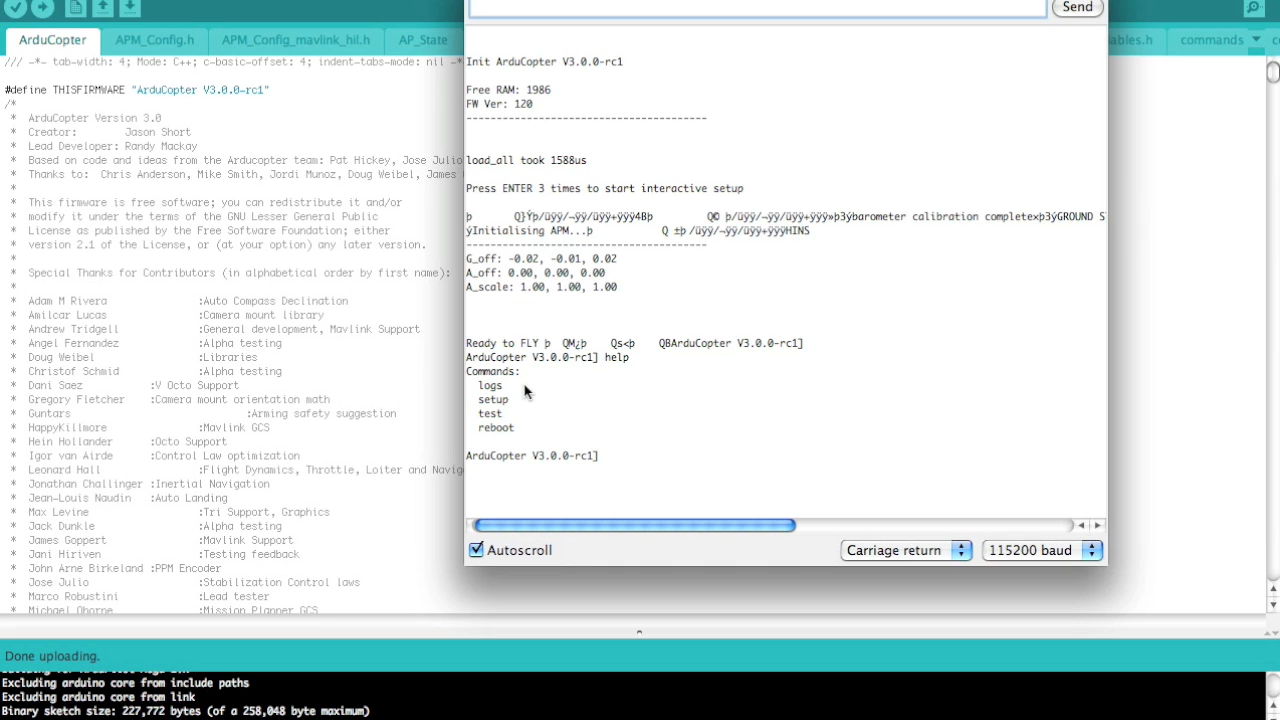 Send
ArduCopter APM_Config.h APM_Config_mavlink_hil.h AP_State ables.h commands
/// -*- tab-width: 4; Mode: C++; c-basic-offset: 4; indent-tabs-mode: nil -*
#define THISFIRMWARE "ArduCopter V3.0.0-rc1"
/*
* ArduCopter Version 3.0
* Creator: Jason Short
* Lead Developer: Randy Mackay
* Based on code and ideas from the Arducopter team: Pat Hickey, Jose Julio
* Thanks to: Chris Anderson, Mike Smith, Jordi Munoz, Doug Weibel, James
*
* This firmware is free software; you can redistribute it and/or
* modify it under the terms of the GNU Lesser General Public
* License as published by the Free Software Foundation; either
* version 2.1 of the License, or (at your option) any later version.
*
* Special Thanks for Contributors (in alphabetical order by first name):
*
* Adam M Rivera :Auto Compass Declination
* Amilcar Lucas :Camera mount library
* Andrew Tridgell :General development, Mavlink Support
* Angel Fernandez :Alpha testing
* Doug Weibel :Libraries
* Christof Schmid :Alpha testing
* Dani Saez :V Octo Support
* Gregory Fletcher :Camera mount orientation math
* Guntars :Arming safety suggestion
* HappyKillmore :Mavlink GCS
* Hein Hollander :Octo Support
* Igor van Airde :Control Law optimization
* Leonard Hall :Flight Dynamics, Throttle, Loiter and Navig
* Jonathan Challinger :Inertial Navigation
* Jean-Louis Naudin :Auto Landing
* Max Levine :Tri Support, Graphics
* Jack Dunkle :Alpha testing
* James Goppert :Mavlink Support
* Jani Hiriven :Testing feedback
* John Arne Birkeland :PPM Encoder
* Jose Julio :Stabilization Control laws
* Marco Robustini :Lead tester
* Michael Oborne :Mission Planner GCS
Init ArduCopter V3.0.0-rc1
Free RAM: 1986
FW Ver: 120
----------------------------------------
load_all took 1588us
Press ENTER 3 times to start interactive setup
barometer calibration complete GROUND S
Initialising APM...
----------------------------------------
G_off: -0.02, -0.01, 0.02
A_off: 0.00, 0.00, 0.00
A_scale: 1.00, 1.00, 1.00
Ready to FLY þ QM¿þ Qs<þ QBArduCopter V3.0.0-rc1]
ArduCopter V3.0.0-rc1] help
Commands:
logs
setup
test
reboot
ArduCopter V3.0.0-rc1]
Autoscroll Carriage return 115200 baud
Done uploading.
Excluding arduino core from include paths
Excluding arduino core from link
Binary sketch size: 227,772 bytes (of a 258,048 byte maximum)